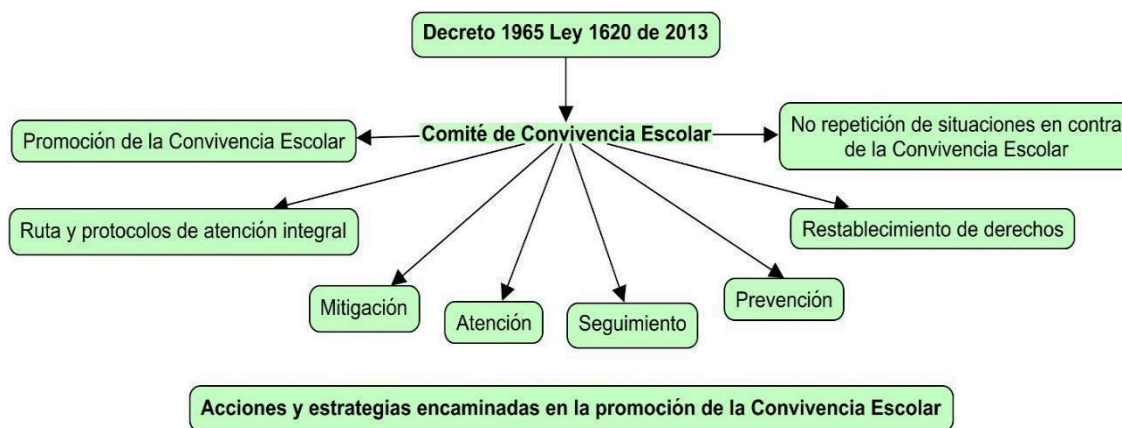 Decreto 1965 Ley 1620 de 2013
Promoción de la Convivencia Escolar
Comité de Convivencia Escolar
No repetición de situaciones en contra
de la Convivencia Escolar
Ruta y protocolos de atención integral
Restablecimiento de derechos
Mitigación
Atención
Seguimiento
Prevención
Acciones y estrategias encaminadas en la promoción de la Convivencia Escolar